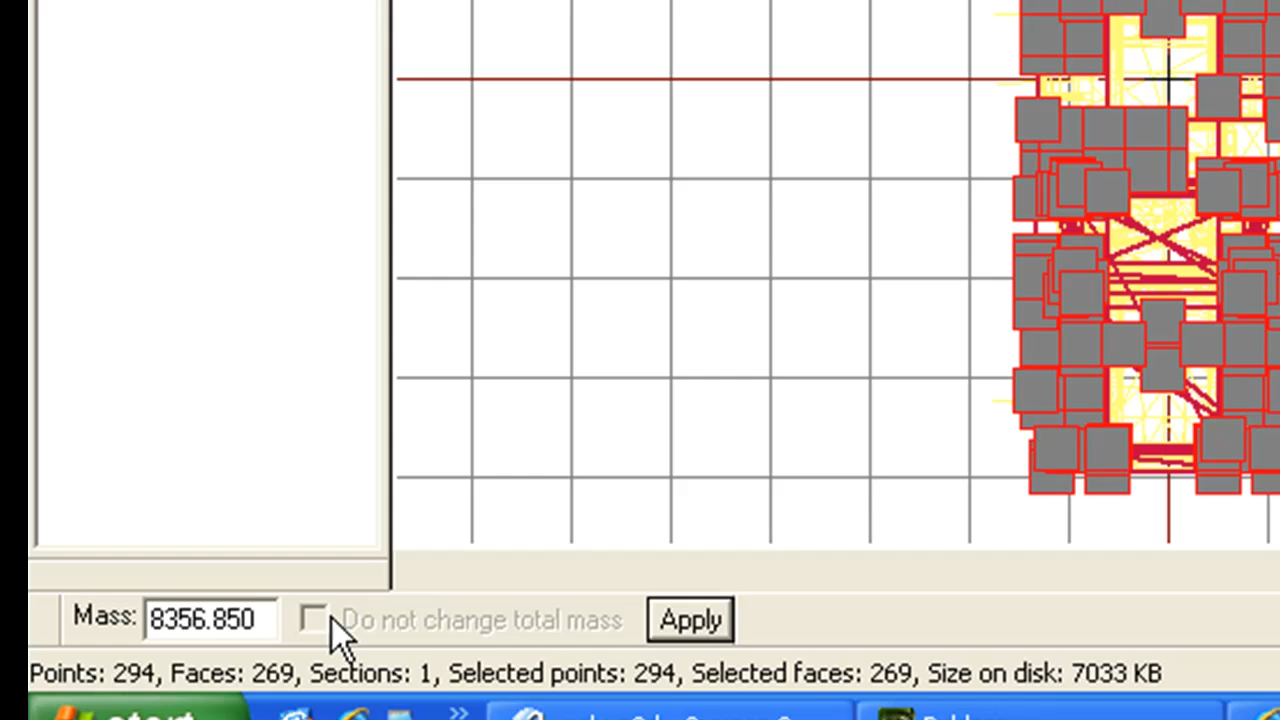 Mass: 8356.850 Do not change total mass Apply
Points: 294, Faces: 269, Sections: 1, Selected points: 294, Selected faces: 269, Size on disk: 7033 KB
start